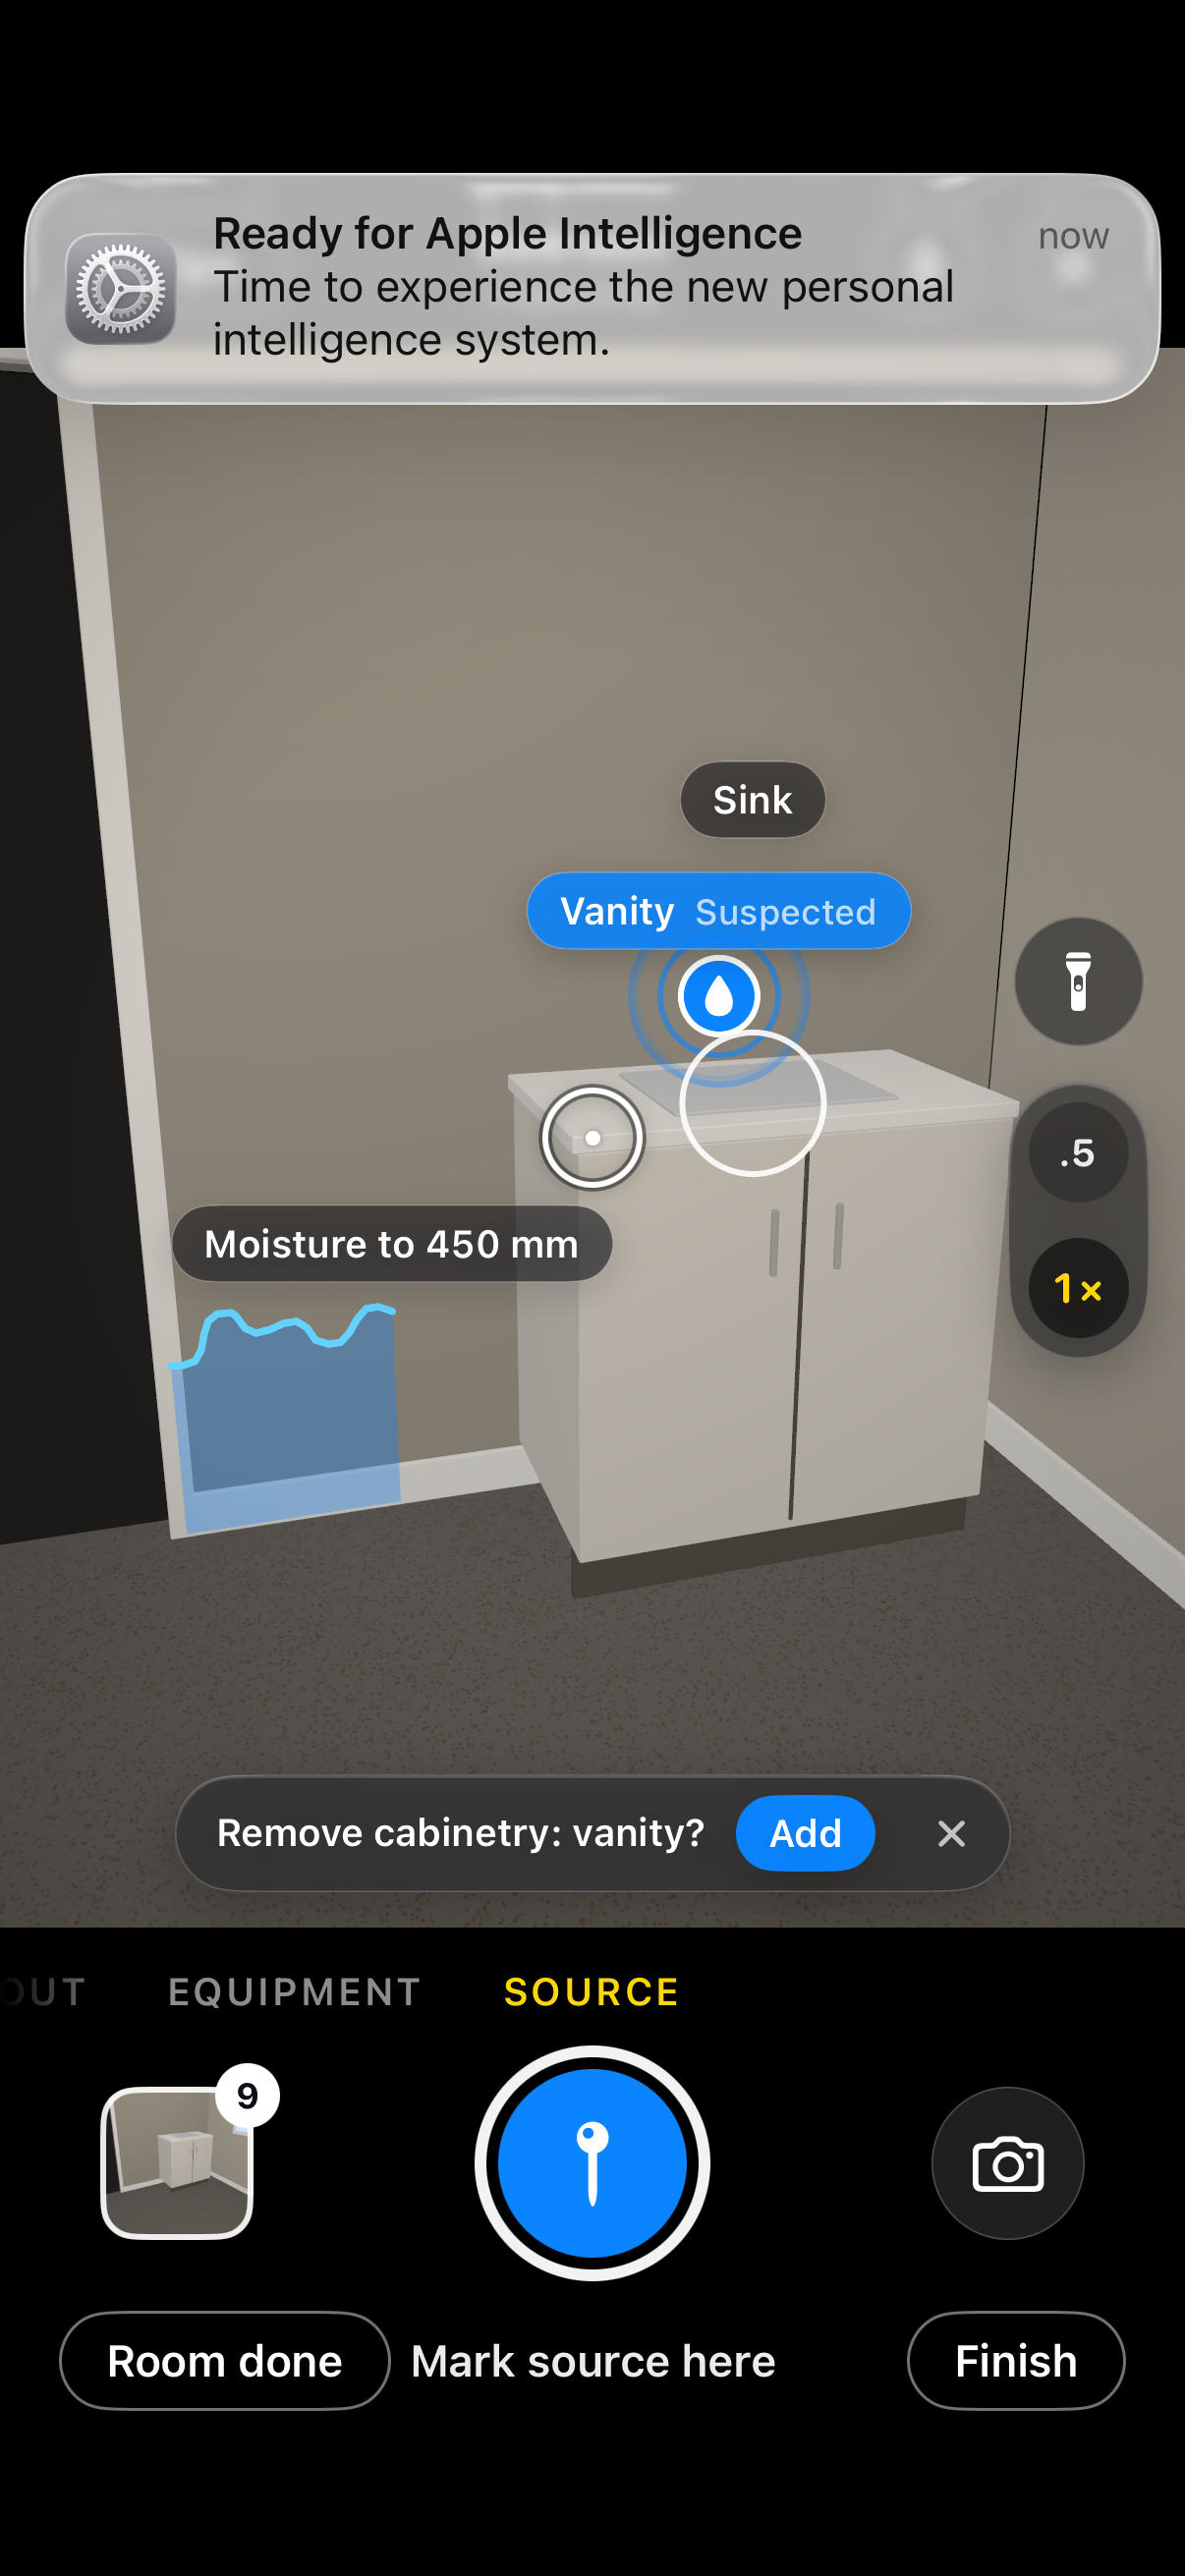 Ready for Apple Intelligence
now
Time to experience the new personal
intelligence system.
Sink
Vanity Suspected
.5
Moisture to 450 mm
1×
Remove cabinetry: vanity?
Add
EQUIPMENT
SOURCE
9
Room done
Mark source here
Finish